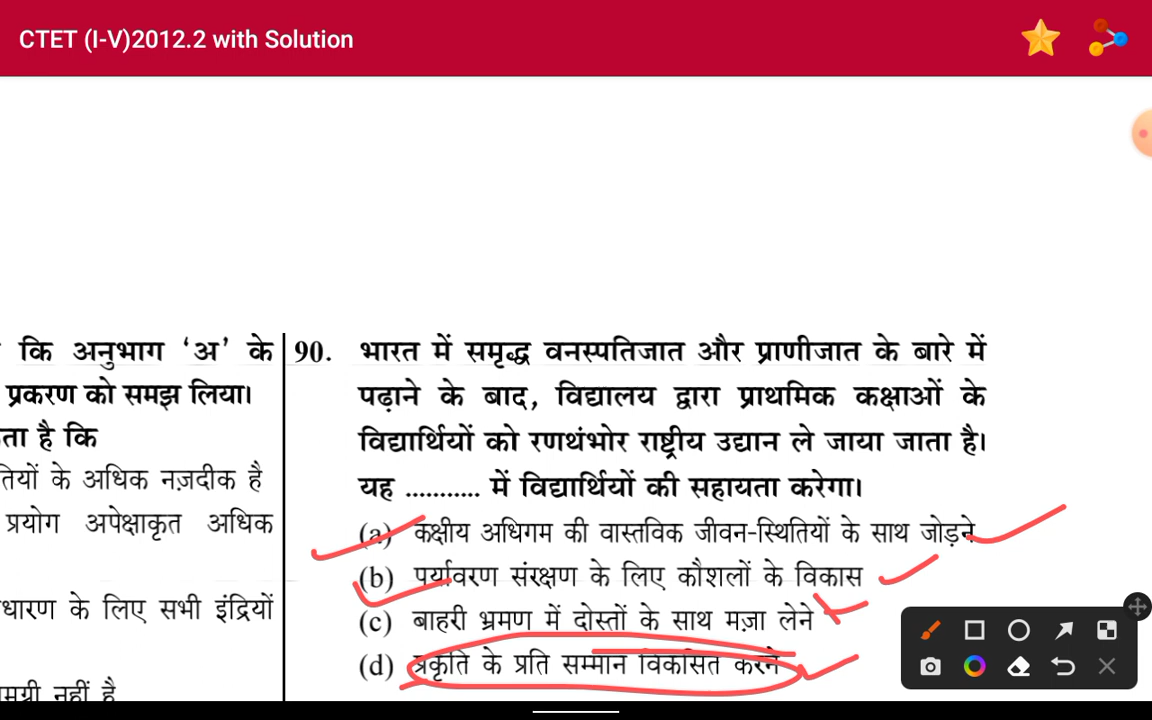 CTET (I-V)2012.2 with Solution
कि अनुभाग ‘अ’ के
प्रकरण को समझ लिया।
ता है कि
तियों के अधिक नज़दीक है
प्रयोग अपेक्षाकृत अधिक
धारण के लिए सभी इंद्रियों
मग्री नहीं है
90. भारत में समृद्ध वनस्पतिजात और प्राणीजात के बारे में
पढ़ाने के बाद, विद्यालय द्वारा प्राथमिक कक्षाओं के
विद्यार्थियों को रणथंभोर राष्ट्रीय उद्यान ले जाया जाता है।
यह ........... में विद्यार्थियों की सहायता करेगा।
(a) कक्षीय अधिगम की वास्तविक जीवन-स्थितियों के साथ जोड़ने
(b) पर्यावरण संरक्षण के लिए कौशलों के विकास
(c) बाहरी भ्रमण में दोस्तों के साथ मज़ा लेने
(d) प्रकृति के प्रति सम्मान विकसित करने